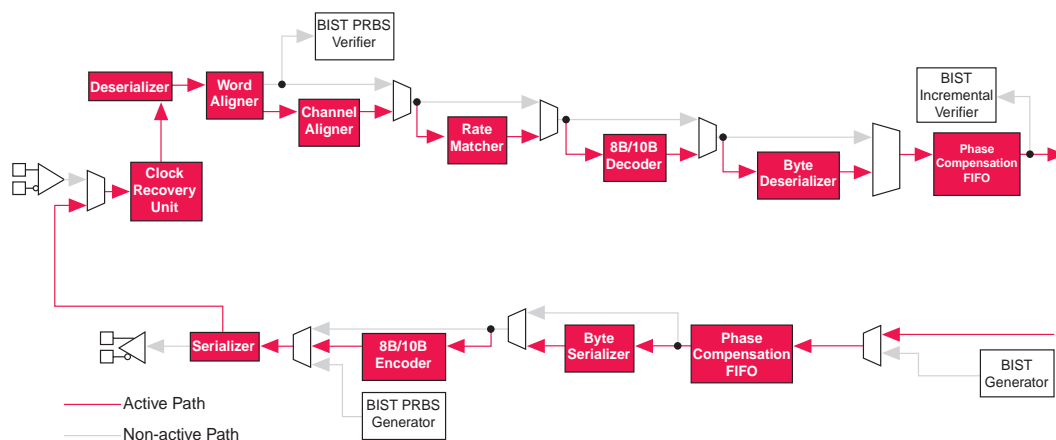 BIST PRBS
Verifier
Deserializer
Word
Aligner
Channel
Aligner
Rate
Matcher
8B/10B
Decoder
Byte
Deserializer
BIST
Incremental
Verifier
Phase
Compensation
FIFO
Clock
Recovery
Unit
Serializer
8B/10B
Encoder
Byte
Serializer
Phase
Compensation
FIFO
BIST
Generator
BIST PRBS
Generator
Active Path
Non-active Path